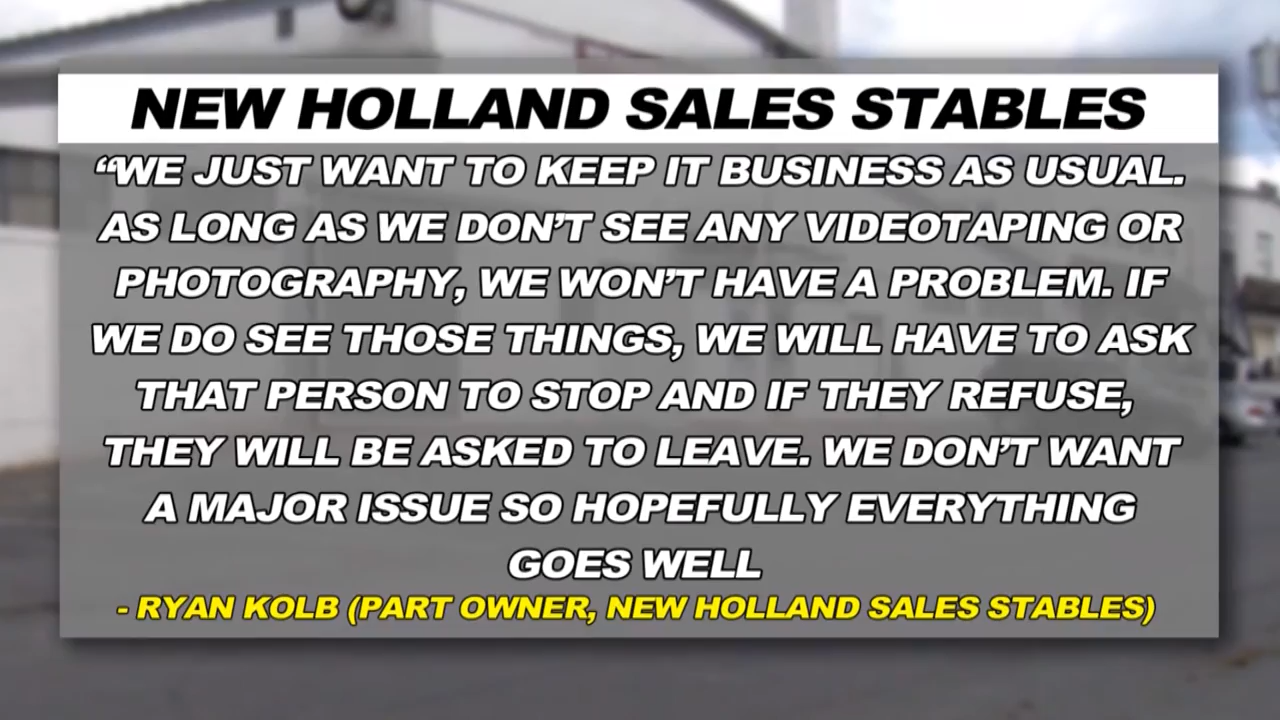 NEW HOLLAND SALES STABLES
“WE JUST WANT TO KEEP IT BUSINESS AS USUAL.
AS LONG AS WE DON’T SEE ANY VIDEOTAPING OR
PHOTOGRAPHY, WE WON’T HAVE A PROBLEM. IF
WE DO SEE THOSE THINGS, WE WILL HAVE TO ASK
THAT PERSON TO STOP AND IF THEY REFUSE,
THEY WILL BE ASKED TO LEAVE. WE DON’T WANT
A MAJOR ISSUE SO HOPEFULLY EVERYTHING
GOES WELL
- RYAN KOLB (PART OWNER, NEW HOLLAND SALES STABLES)